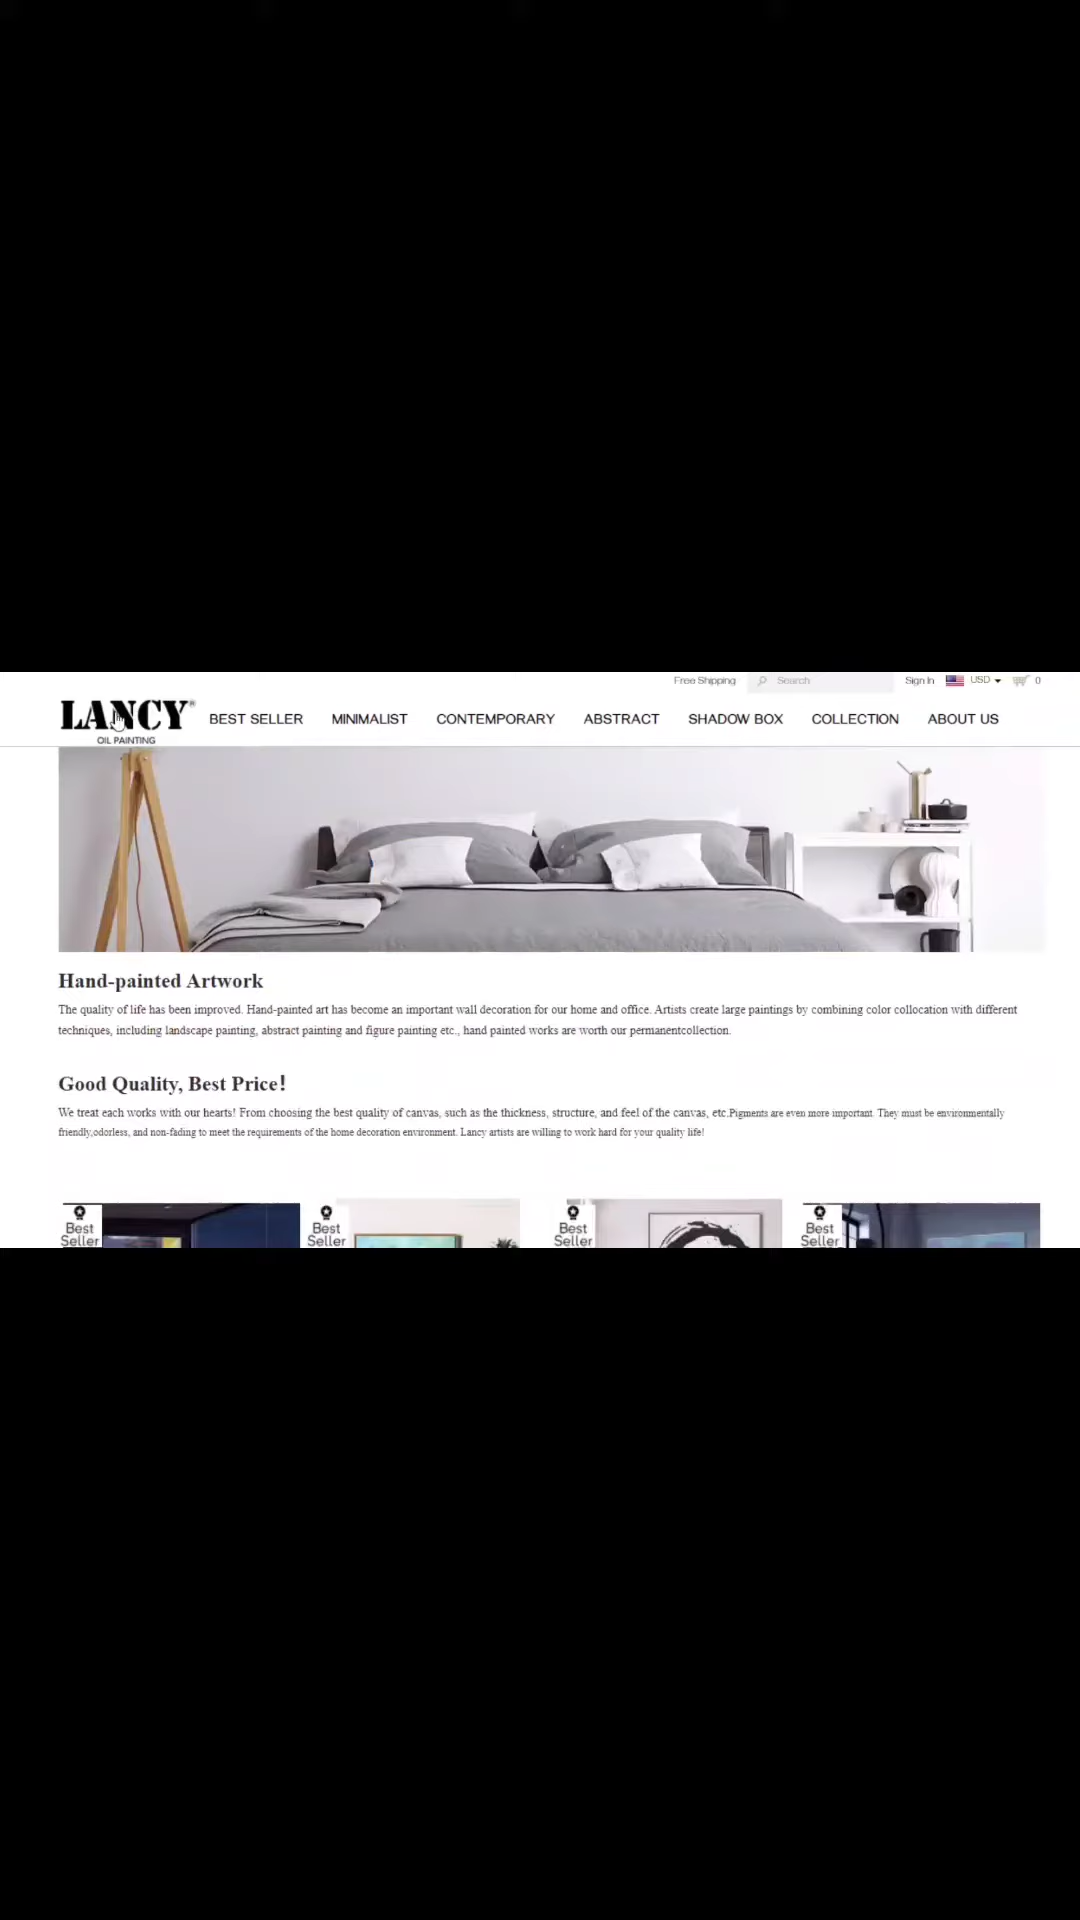 Free Shipping Search Sign In USD 0
LANCY®
OIL PAINTING
BEST SELLER MINIMALIST CONTEMPORARY ABSTRACT SHADOW BOX COLLECTION ABOUT US
Hand-painted Artwork
The quality of life has been improved. Hand-painted art has become an important wall decoration for our home and office. Artists create large paintings by combining color collocation with different
techniques, including landscape painting, abstract painting and figure painting etc., hand painted works are worth our permanentcollection.
Good Quality, Best Price!
We treat each works with our hearts! From choosing the best quality of canvas, such as the thickness, structure, and feel of the canvas, etc.Pigments are even more important. They must be environmentally
friendly,odorless, and non-fading to meet the requirements of the home decoration environment. Lancy artists are willing to work hard for your quality life!
Best Best Best Best
Seller Seller Seller Seller